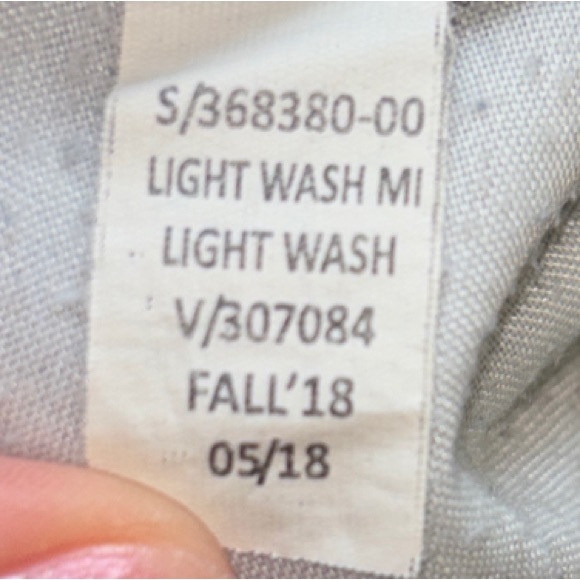 S/368380-00
LIGHT WASH MI
LIGHT WASH
V/307084
FALL'18
05/18